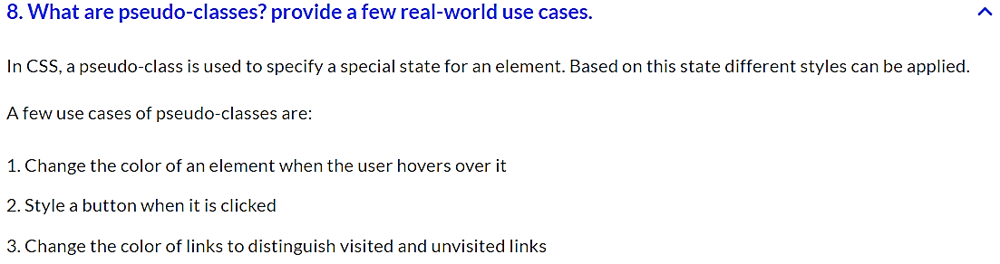 8. What are pseudo-classes? provide a few real-world use cases.
In CSS, a pseudo-class is used to specify a special state for an element. Based on this state different styles can be applied.
A few use cases of pseudo-classes are:
1. Change the color of an element when the user hovers over it
2. Style a button when it is clicked
3. Change the color of links to distinguish visited and unvisited links